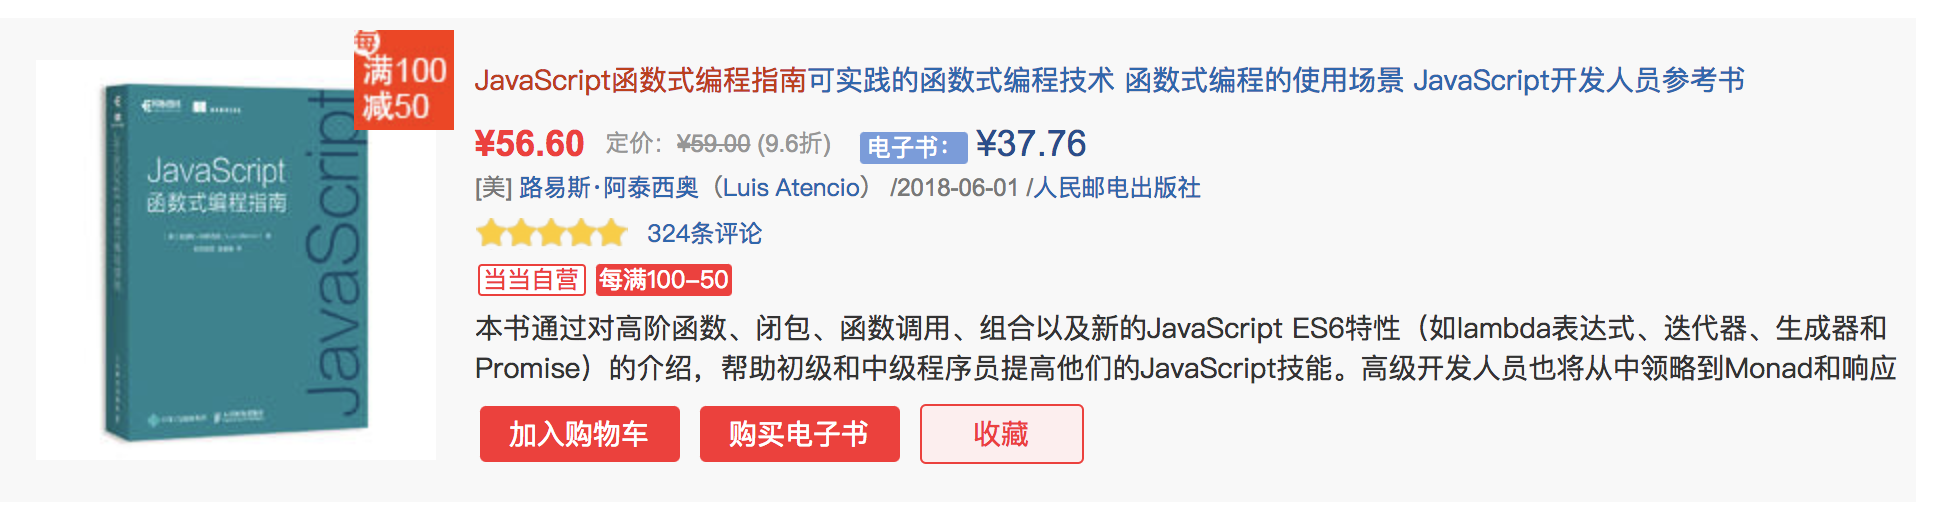 每
满100
减50
JavaScript
函数式编程指南
JavaScript
JavaScript函数式编程指南可实践的函数式编程技术 函数式编程的使用场景 JavaScript开发人员参考书
¥56.60 定价：¥59.00 (9.6折) 电子书： ¥37.76
[美] 路易斯·阿泰西奥（Luis Atencio） /2018-06-01 /人民邮电出版社
324条评论
当当自营 每满100-50
本书通过对高阶函数、闭包、函数调用、组合以及新的JavaScript ES6特性（如lambda表达式、迭代器、生成器和
Promise）的介绍，帮助初级和中级程序员提高他们的JavaScript技能。高级开发人员也将从中领略到Monad和响应
加入购物车 购买电子书 收藏